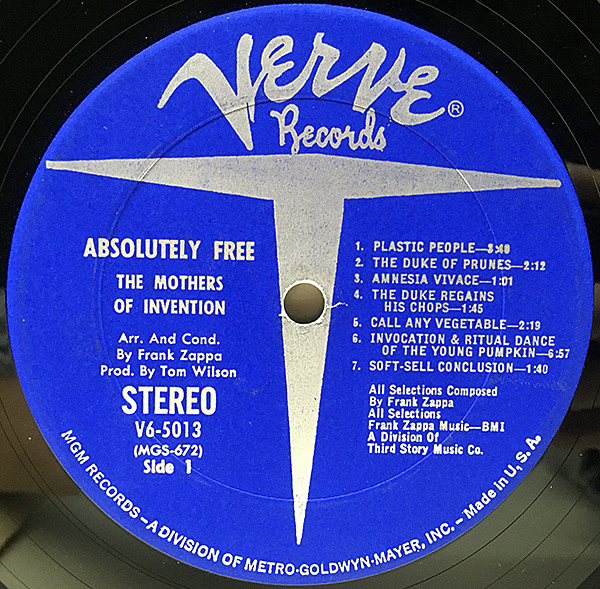 Verve®
Records
ABSOLUTELY FREE
THE MOTHERS
OF INVENTION
Arr. And Cond.
By Frank Zappa
Prod. By Tom Wilson
STEREO
V6-5013
(MGS-672)
Side 1
1. PLASTIC PEOPLE—3:40
2. THE DUKE OF PRUNES—2:12
3. AMNESIA VIVACE—1:01
4. THE DUKE REGAINS
HIS CHOPS—1:45
5. CALL ANY VEGETABLE—2:19
6. INVOCATION & RITUAL DANCE
OF THE YOUNG PUMPKIN—6:57
7. SOFT-SELL CONCLUSION—1:40
All Selections Composed
By Frank Zappa
All Selections
Frank Zappa Music—BMI
A Division Of
Third Story Music Co.
MGM RECORDS – A DIVISION OF METRO-GOLDWYN-MAYER, INC. – Made in U.S.A.